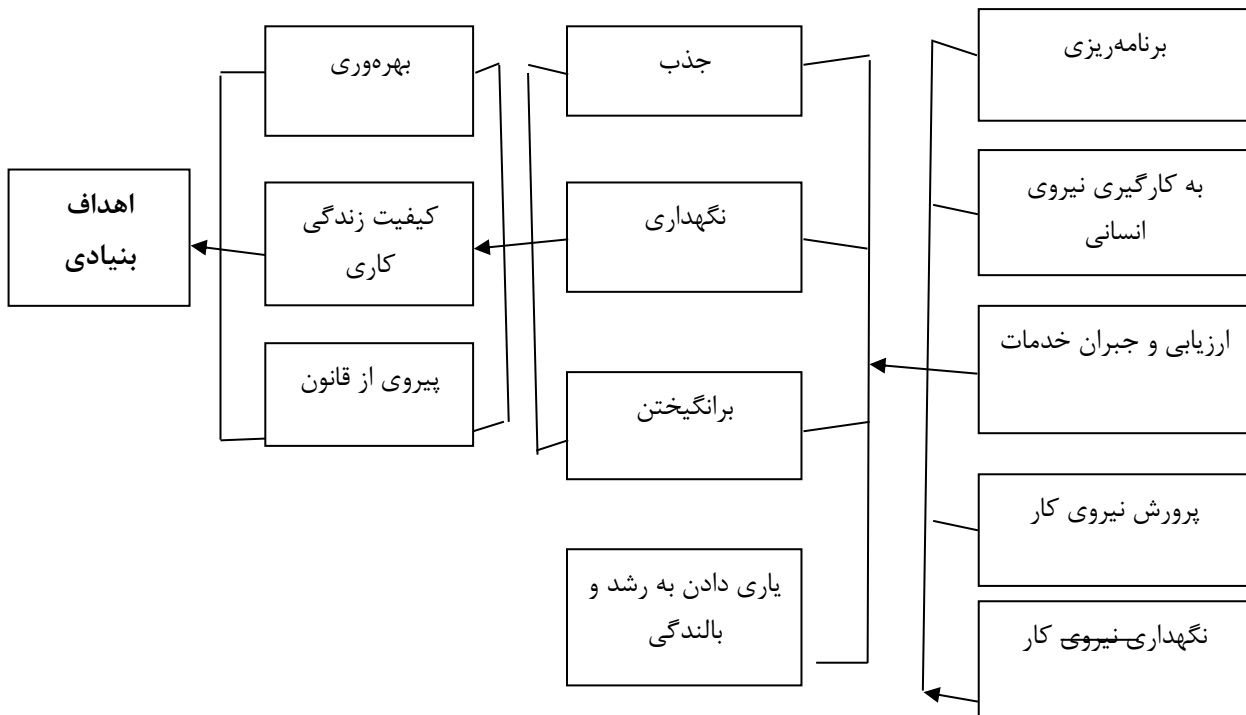 برنامه‌ریزی
به کارگیری نیروی
انسانی
ارزیابی و جبران خدمات
پرورش نیروی کار
نگهداری نیروی کار
جذب
نگهداری
برانگیختن
یاری دادن به رشد و
بالندگی
بهره‌وری
کیفیت زندگی
کاری
پیروی از قانون
اهداف
بنیادی